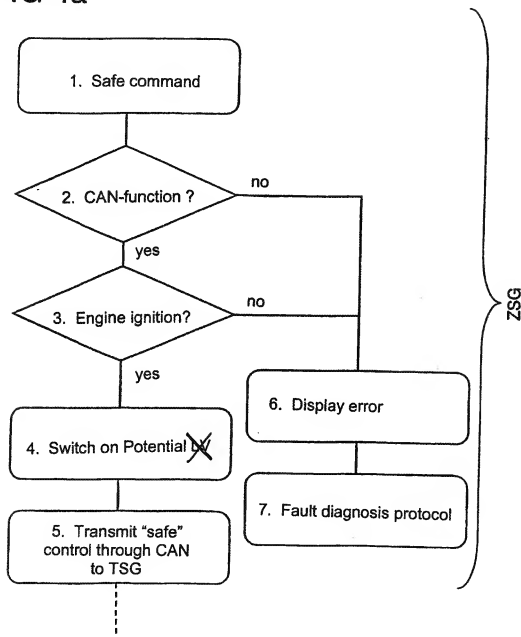 1. Safe command
2. CAN-function ?
no
yes
3. Engine ignition?
no
yes
4. Switch on Potential
6. Display error
5. Transmit "safe"
control through CAN
to TSG
7. Fault diagnosis protocol
ZSG